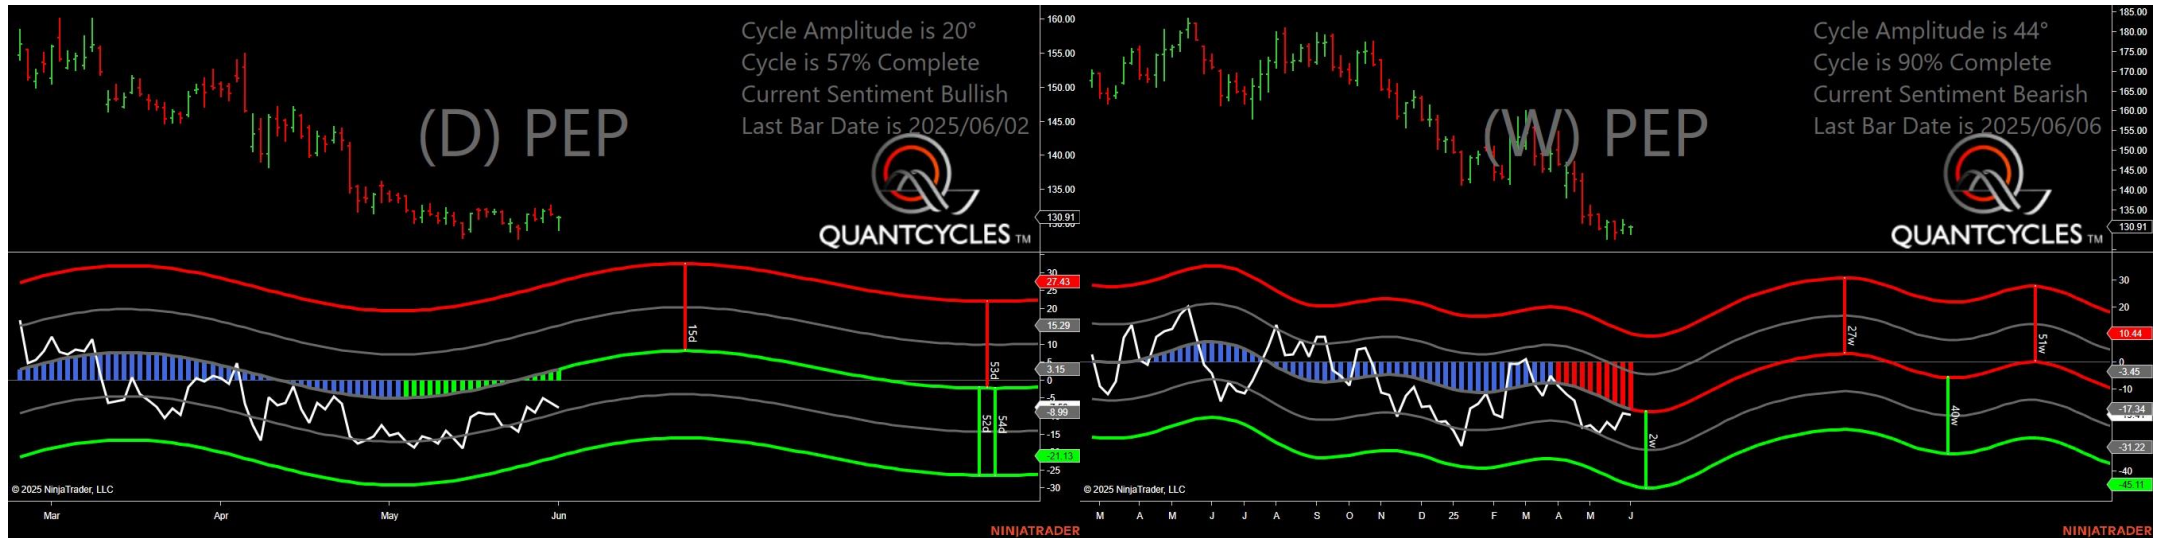 Cycle Amplitude is 20°
Cycle is 57% Complete
Current Sentiment Bullish
Last Bar Date is 2025/06/02
(D) PEP
QUANTCYCLES TM
160.00
155.00
150.00
145.00
140.00
135.00
130.91
30
27.43
25
20
15.29
10
5
3.15
0
-5
-8.99
-15
-21.13
-25
-30
15d
53d
52d
54d
© 2025 NinjaTrader, LLC
Mar Apr May Jun
NINJATRADER
Cycle Amplitude is 44°
Cycle is 90% Complete
Current Sentiment Bearish
Last Bar Date is 2025/06/06
(W) PEP
QUANTCYCLES TM
185.00
180.00
175.00
170.00
165.00
160.00
155.00
150.00
145.00
140.00
135.00
130.91
30
20
10.44
0
-3.45
-10
-17.34
-31.22
-40
-45.11
27w
51w
40w
2w
© 2025 NinjaTrader, LLC
M A M J J A S O N D 25 F M A M J
NINJATRADER